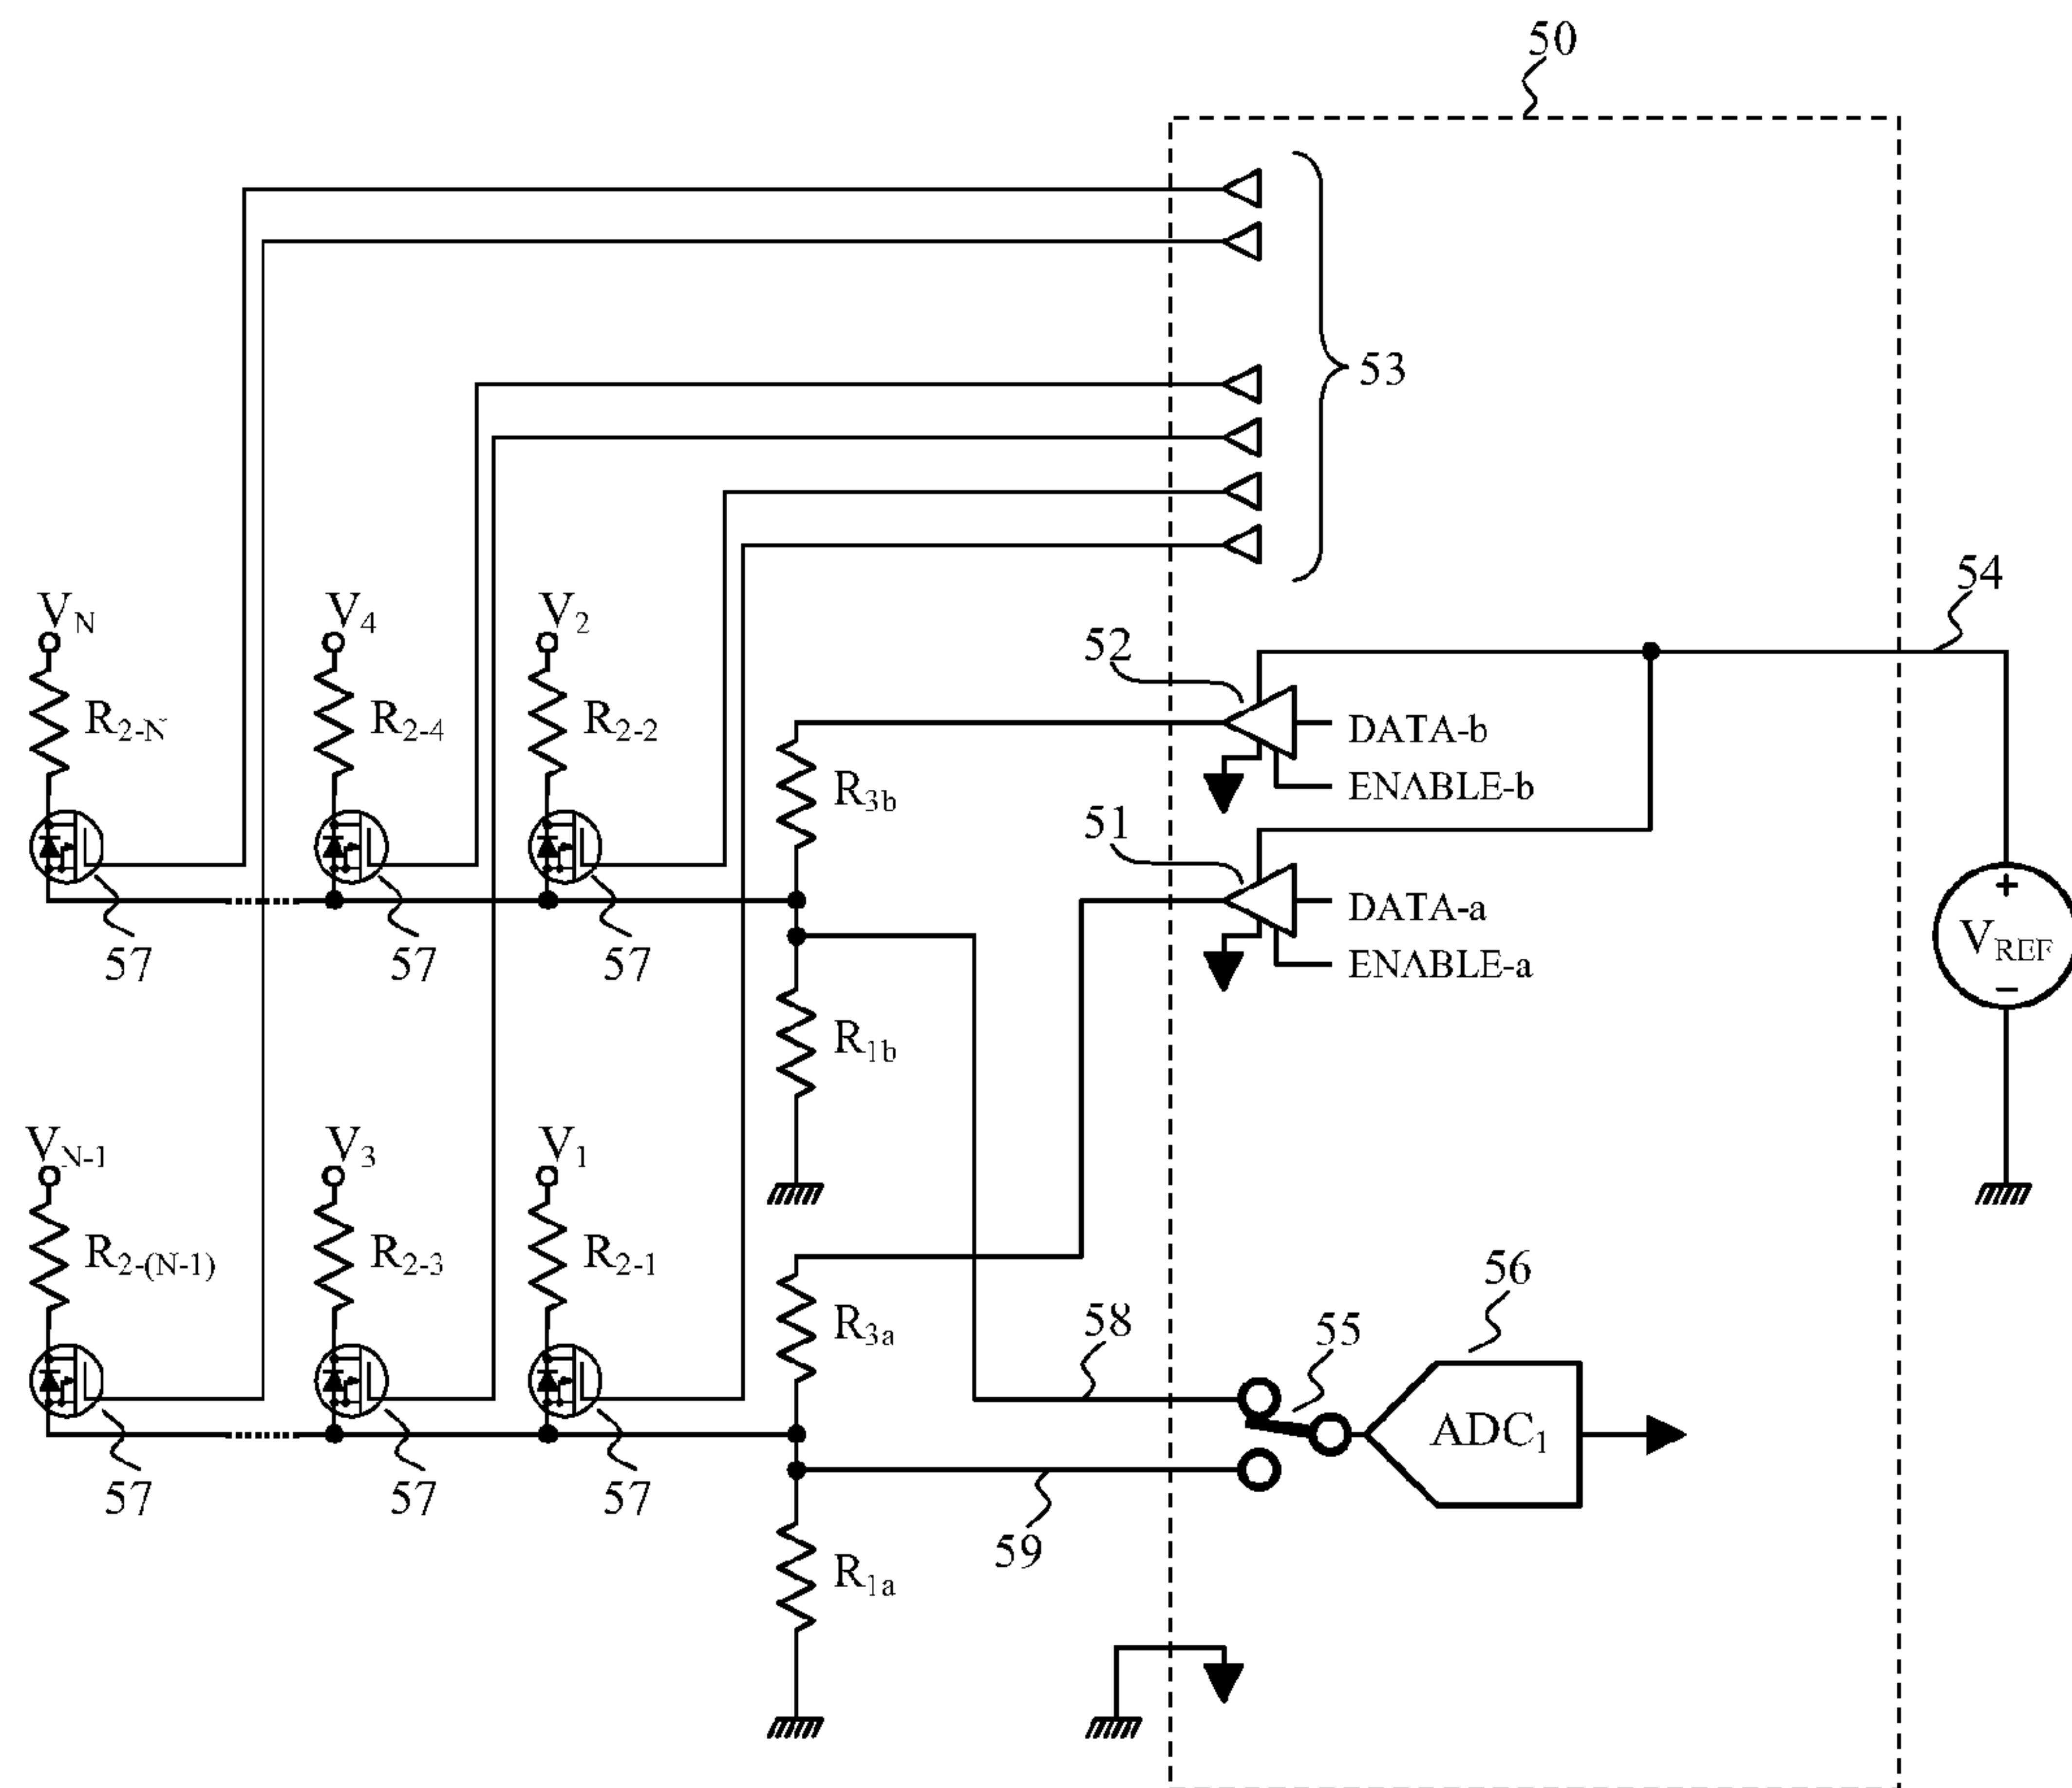 50
53
54
V_N
V_4
V_2
52
R_2-N
R_2-4
R_2-2
DATA-b
R_3b
ENABLE-b
51
57
57
57
DATA-a
ENABLE-a
V_REF
+
−
R_1b
V_N-1
V_3
V_1
R_2-(N-1)
R_2-3
R_2-1
56
R_3a
58
55
ADC_1
57
57
57
59
R_1a